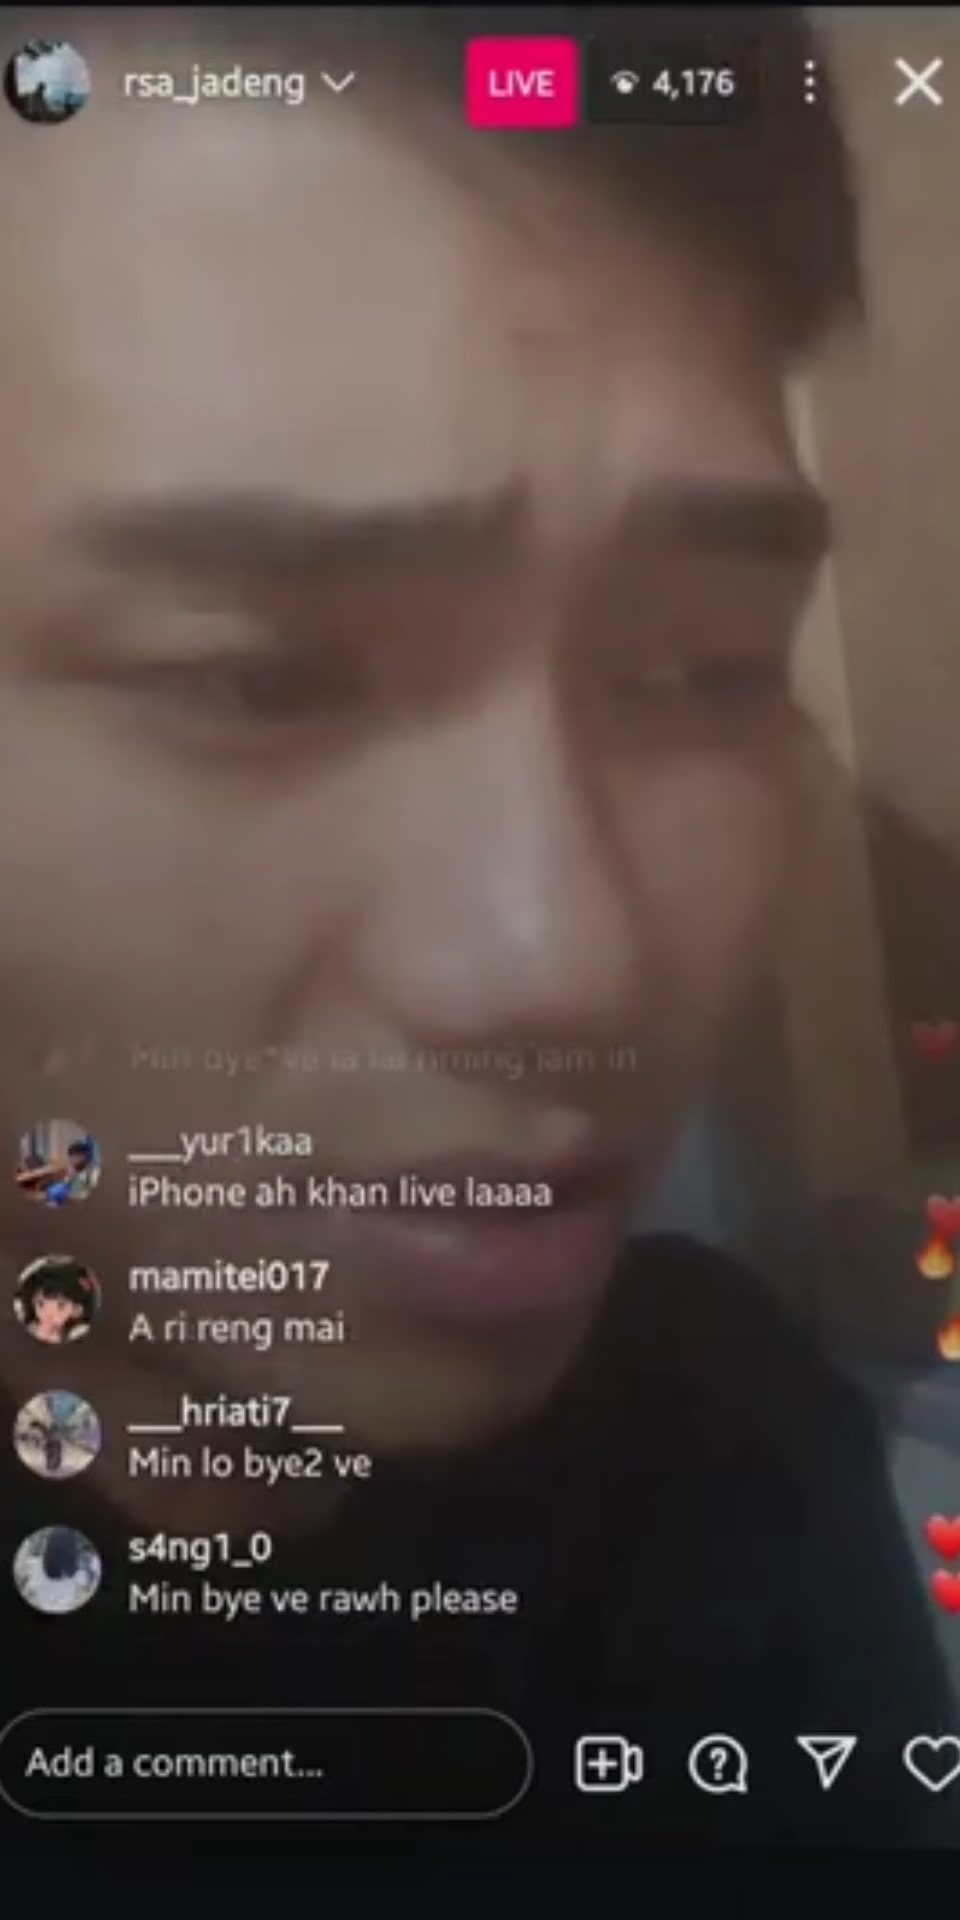 rsa_jadeng
LIVE
4,176
___yur1kaa
iPhone ah khan live laaaa
mamitei017
A ri reng mai
___hriati7___
Min lo bye2 ve
s4ng1_0
Min bye ve rawh please
Add a comment...